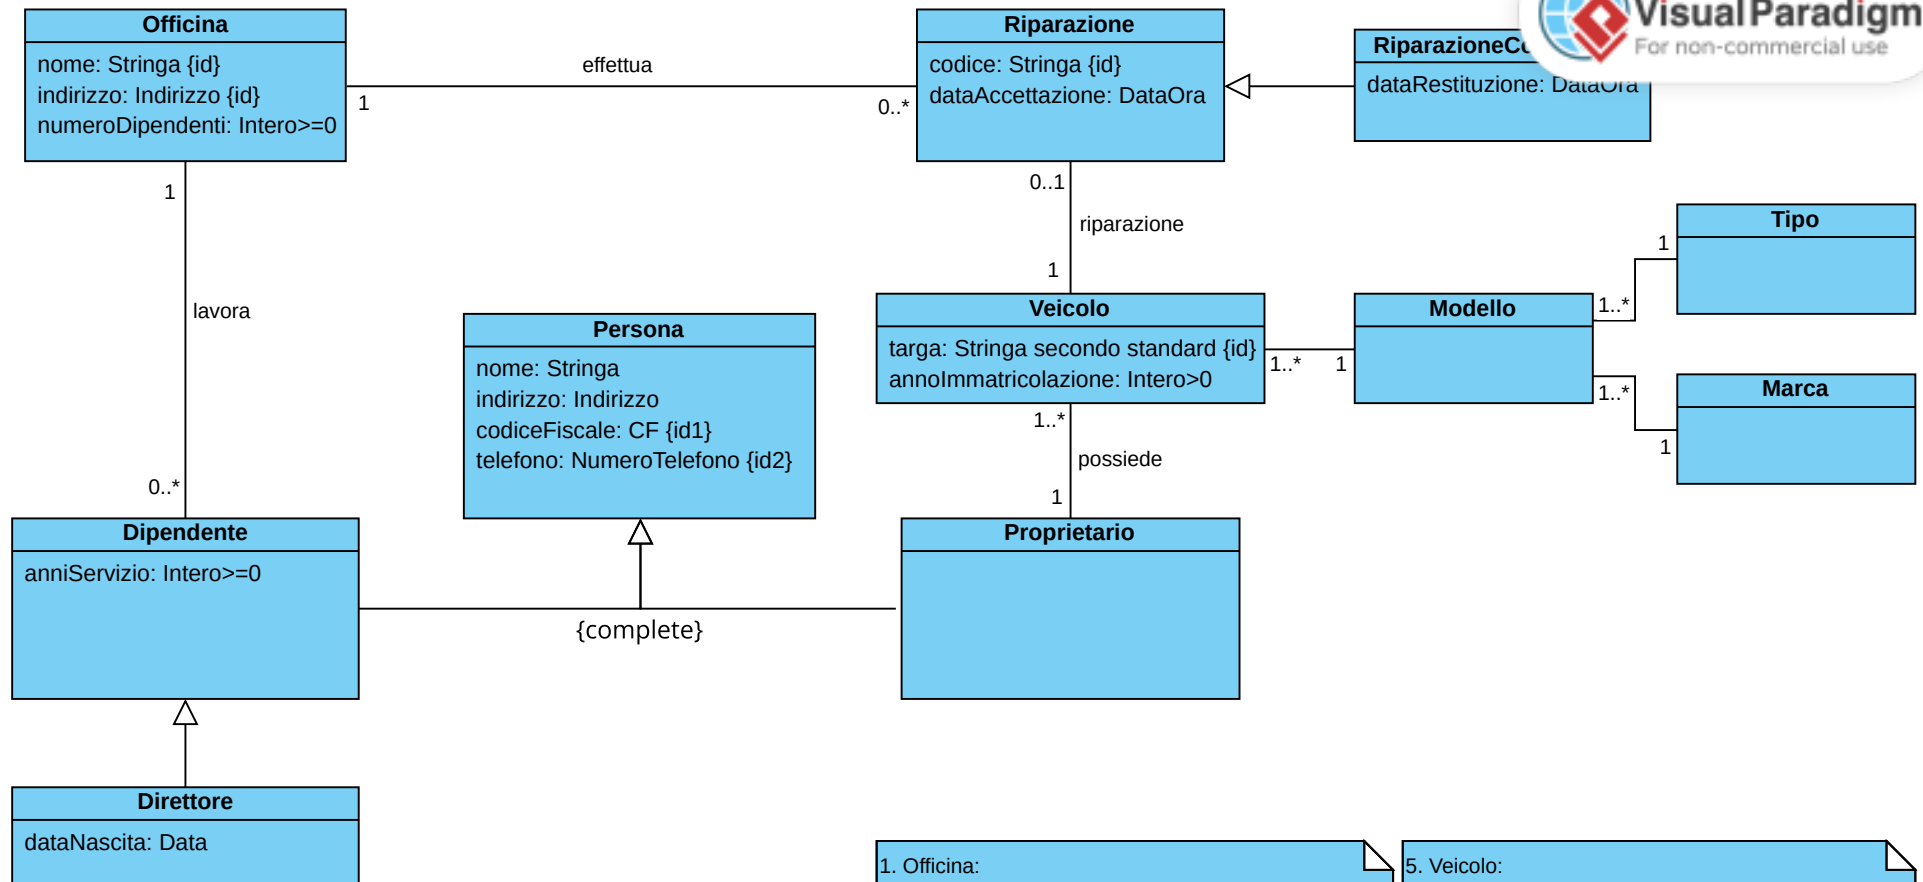 Officina
nome: Stringa {id}
indirizzo: Indirizzo {id}
numeroDipendenti: Intero>=0
effettua
1
0..*
Riparazione
codice: Stringa {id}
dataAccettazione: DataOra
dataRestituzione: DataOra
VisualParadigm
For non-commercial use
1
lavora
0..*
0..1
riparazione
1
Persona
nome: Stringa
indirizzo: Indirizzo
codiceFiscale: CF {id1}
telefono: NumeroTelefono {id2}
Veicolo
targa: Stringa secondo standard {id}
annoImmatricolazione: Intero>0
1..*
1
Modello
1..*
1
Tipo
1..*
1
Marca
1..*
possiede
1
Dipendente
anniServizio: Intero>=0
{complete}
Proprietario
Direttore
dataNascita: Data
1. Officina:
5. Veicolo: